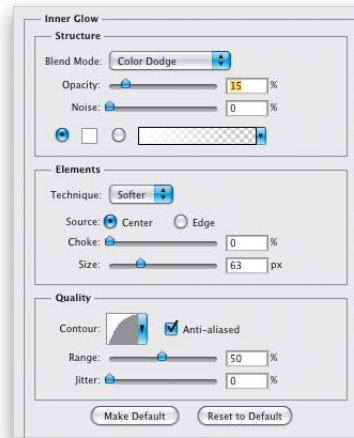 Inner Glow
Structure
Blend Mode: Color Dodge
Opacity: 15 %
Noise: 0 %
Elements
Technique: Softer
Source: Center Edge
Choke: 0 %
Size: 63 px
Quality
Contour: Anti-aliased
Range: 50 %
Jitter: 0 %
Make Default Reset to Default